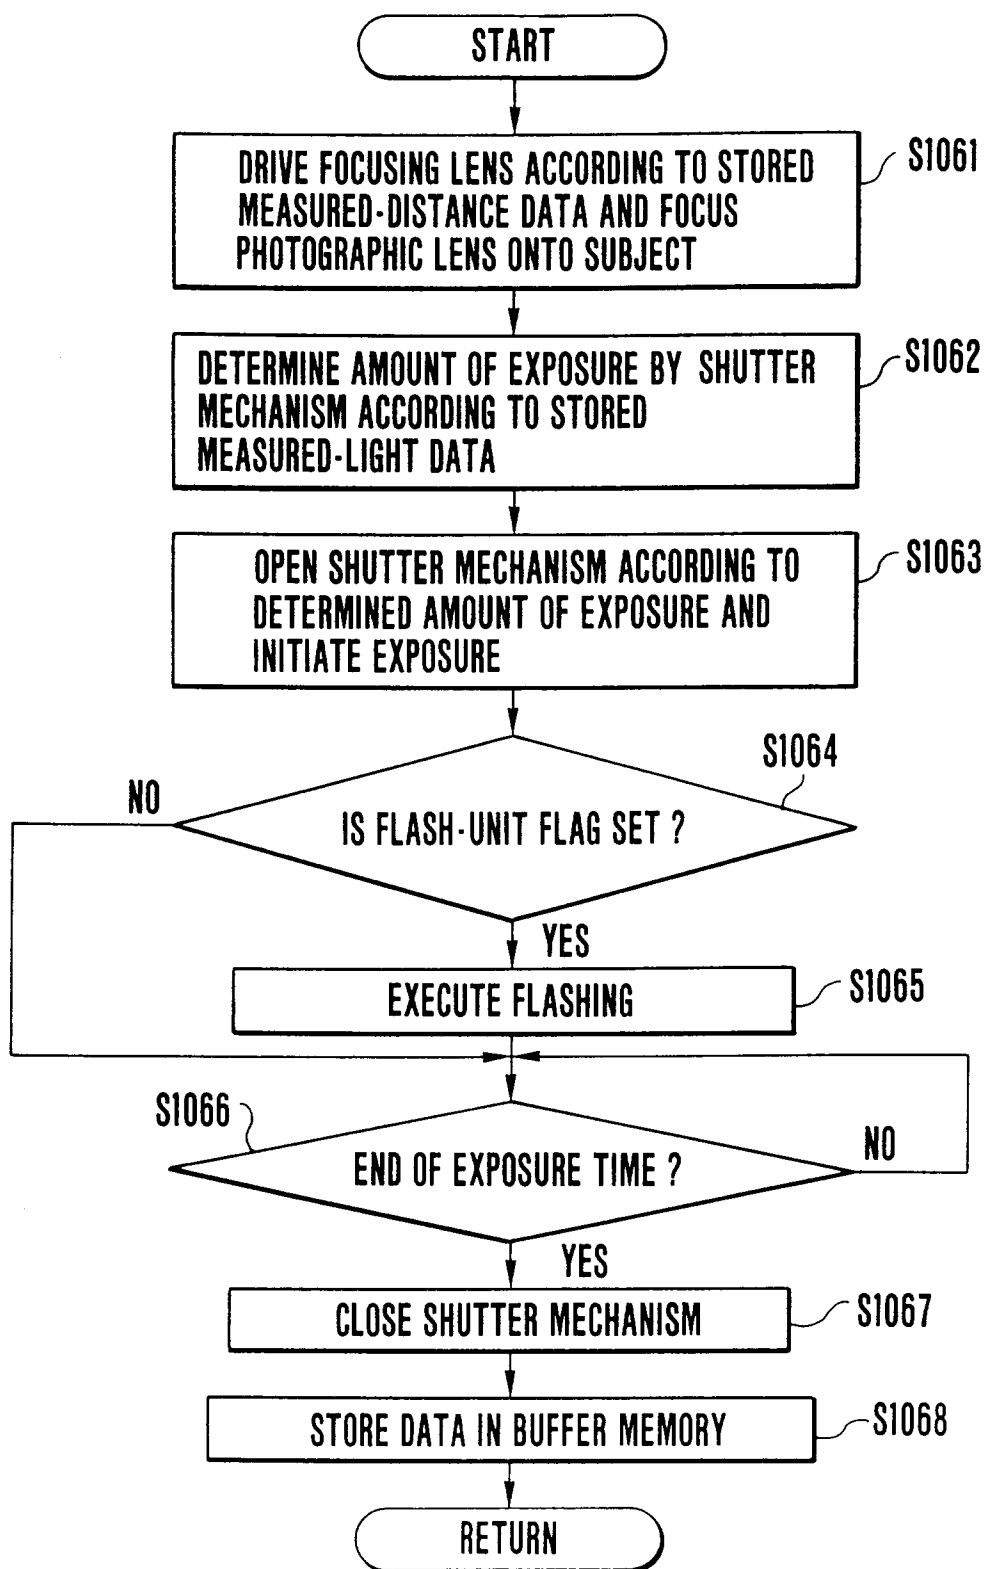 START
DRIVE FOCUSING LENS ACCORDING TO STORED
MEASURED-DISTANCE DATA AND FOCUS
PHOTOGRAPHIC LENS ONTO SUBJECT
S1061
DETERMINE AMOUNT OF EXPOSURE BY SHUTTER
MECHANISM ACCORDING TO STORED
MEASURED-LIGHT DATA
S1062
OPEN SHUTTER MECHANISM ACCORDING TO
DETERMINED AMOUNT OF EXPOSURE AND
INITIATE EXPOSURE
S1063
S1064
NO
IS FLASH-UNIT FLAG SET ?
YES
EXECUTE FLASHING
S1065
S1066
END OF EXPOSURE TIME ?
NO
YES
CLOSE SHUTTER MECHANISM
S1067
STORE DATA IN BUFFER MEMORY
S1068
RETURN